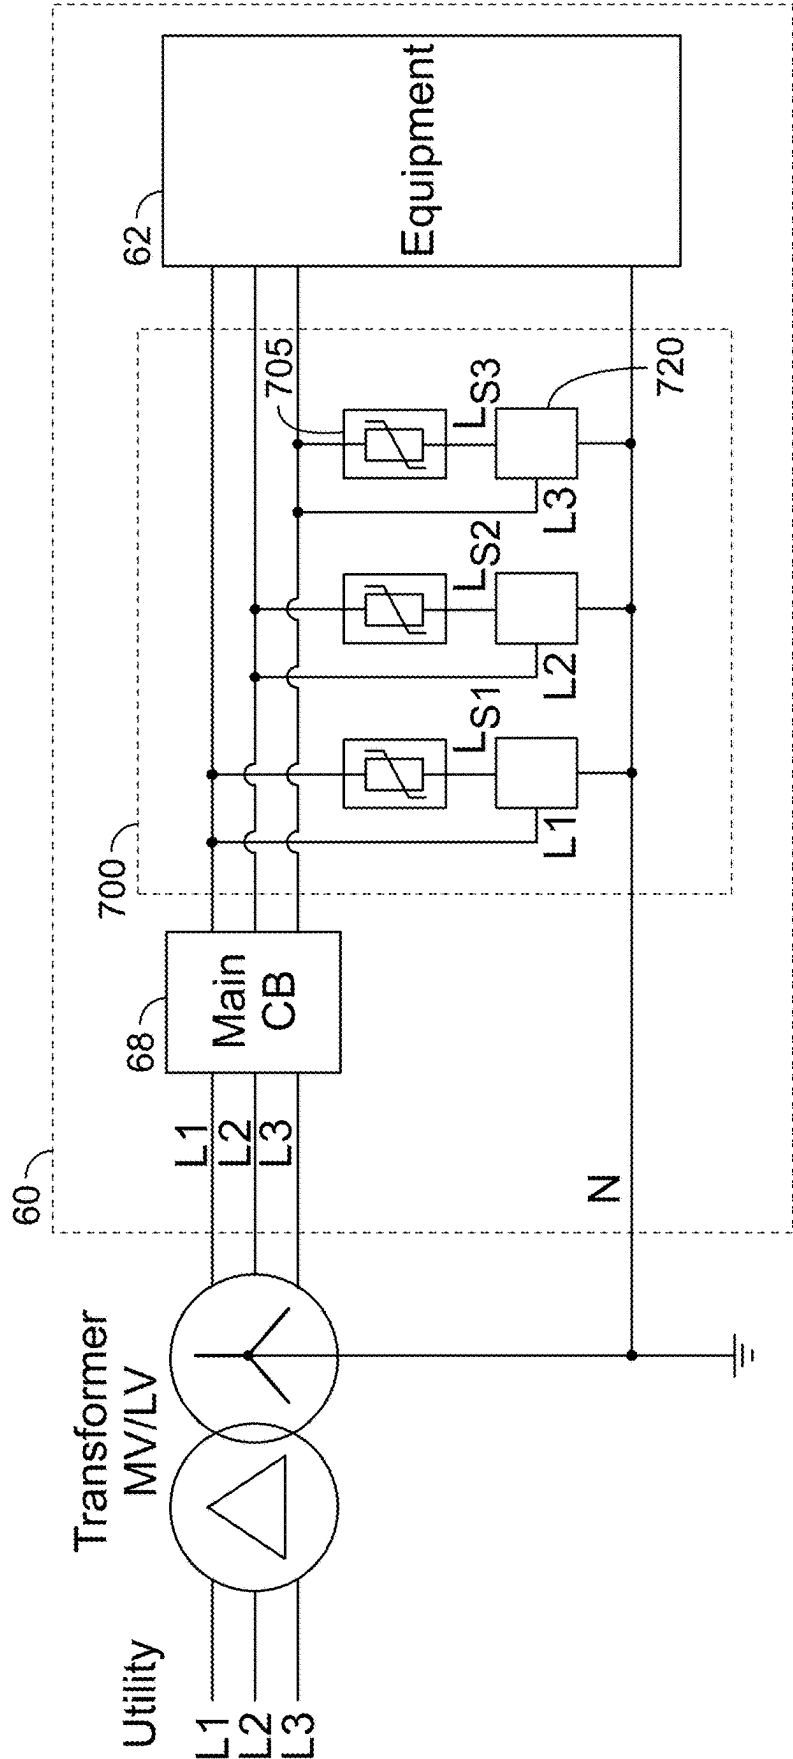 Utility
L1
L2
L3
Transformer
MV/LV
60
L1
L2
L3
N
68
Main
CB
700
L1
LS1
L2
LS2
L3
LS3
705
720
62
Equipment